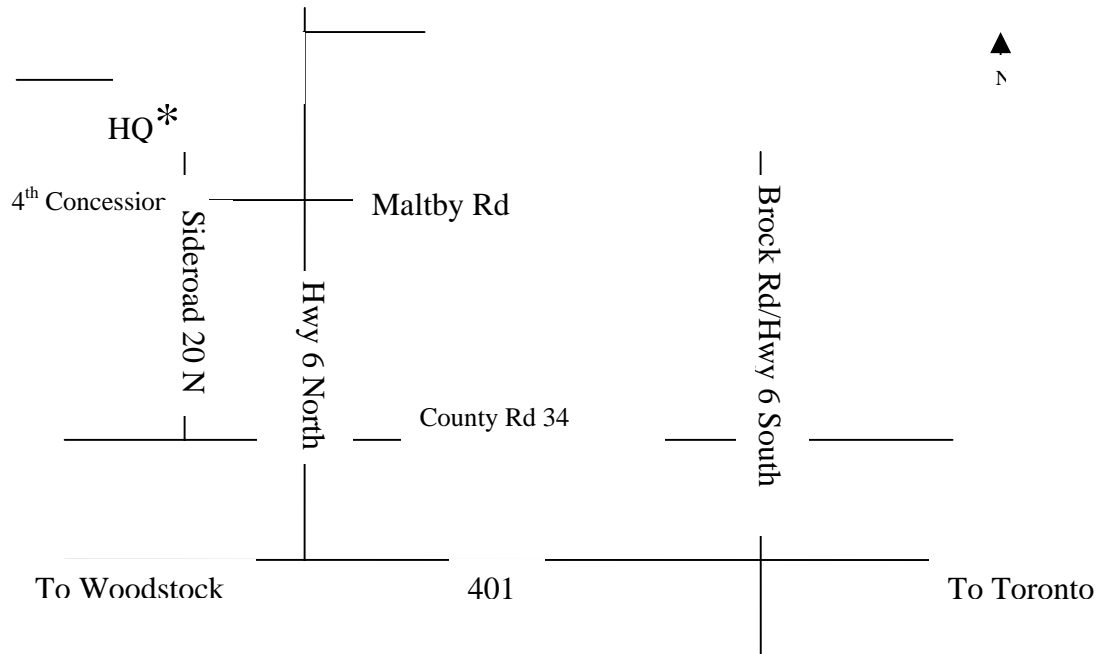 N
HQ*
4th Concession
Maltby Rd
Sideroad 20 N
Hwy 6 North
Brock Rd/Hwy 6 South
County Rd 34
To Woodstock
401
To Toronto